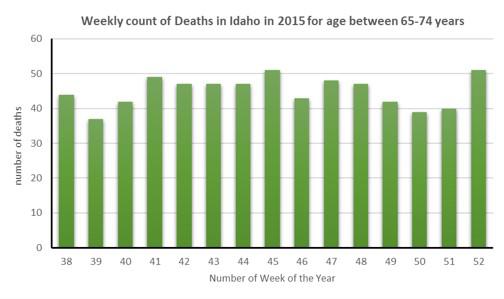 Weekly count of Deaths in Idaho in 2015 for age between 65-74 years
60
50
40
30
20
10
0
number of deaths
38 39 40 41 42 43 44 45 46 47 48 49 50 51 52
Number of Week of the Year